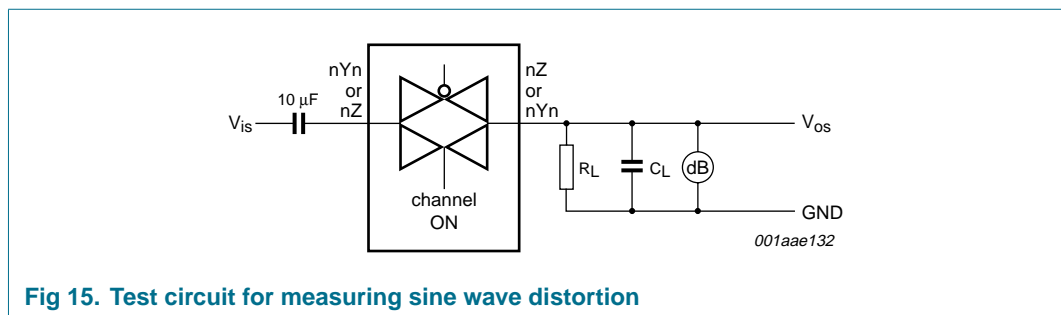 nYn
or
nZ
10 μF
Vis
channel
ON
nZ
or
nYn
RL
CL
dB
Vos
GND
001aae132
Fig 15. Test circuit for measuring sine wave distortion